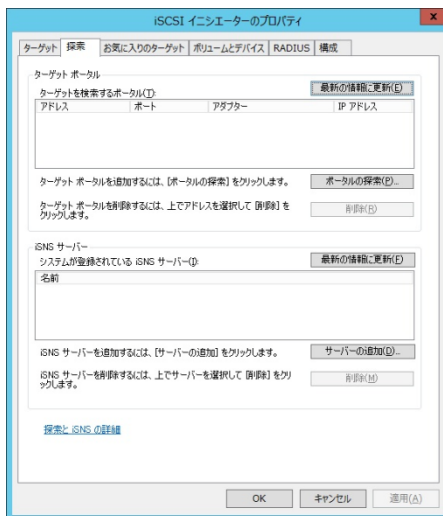 iSCSI イニシエーターのプロパティ
ターゲット 探索 お気に入りのターゲット ボリュームとデバイス RADIUS 構成
ターゲット ポータル
ターゲットを検索するポータル(T):
最新の情報に更新(E)
アドレス ポート アダプター IP アドレス
ターゲット ポータルを追加するには、[ポータルの探索] をクリックします。
ポータルの探索(P)...
ターゲット ポータルを削除するには、上でアドレスを選択して [削除] を
クリックします。
削除(R)
iSNS サーバー
システムが登録されている iSNS サーバー(I):
最新の情報に更新(F)
名前
iSNS サーバーを追加するには、[サーバーの追加] をクリックします。
サーバーの追加(D)...
iSNS サーバーを削除するには、上でサーバーを選択して [削除] をクリ
ックします。
削除(M)
探索と iSNS の詳細
OK キャンセル 適用(A)